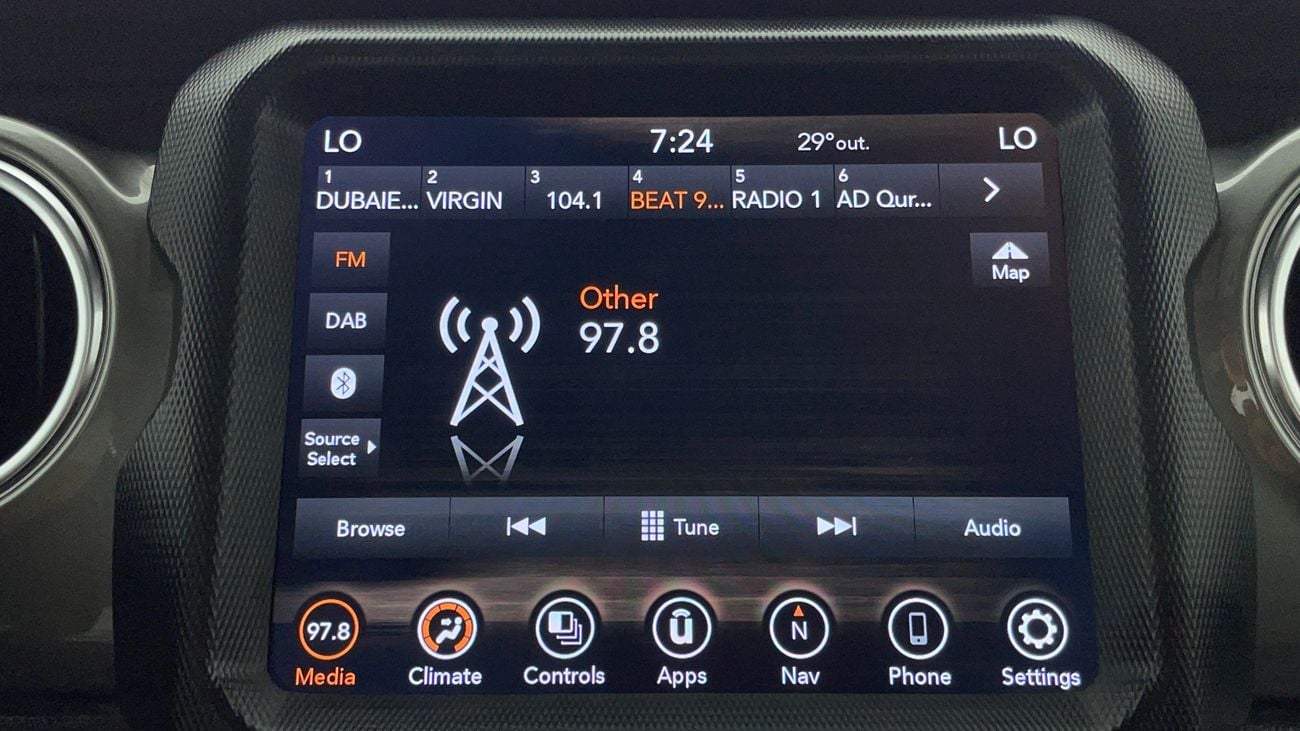 LO 7:24 29°out. LO
1 2 3 4 5 6
DUBAIE... VIRGIN 104.1 BEAT 9... RADIO 1 AD Qur...
FM
Map
DAB
Other
97.8
Source
Select
Browse Tune Audio
97.8 N
Media Climate Controls Apps Nav Phone Settings